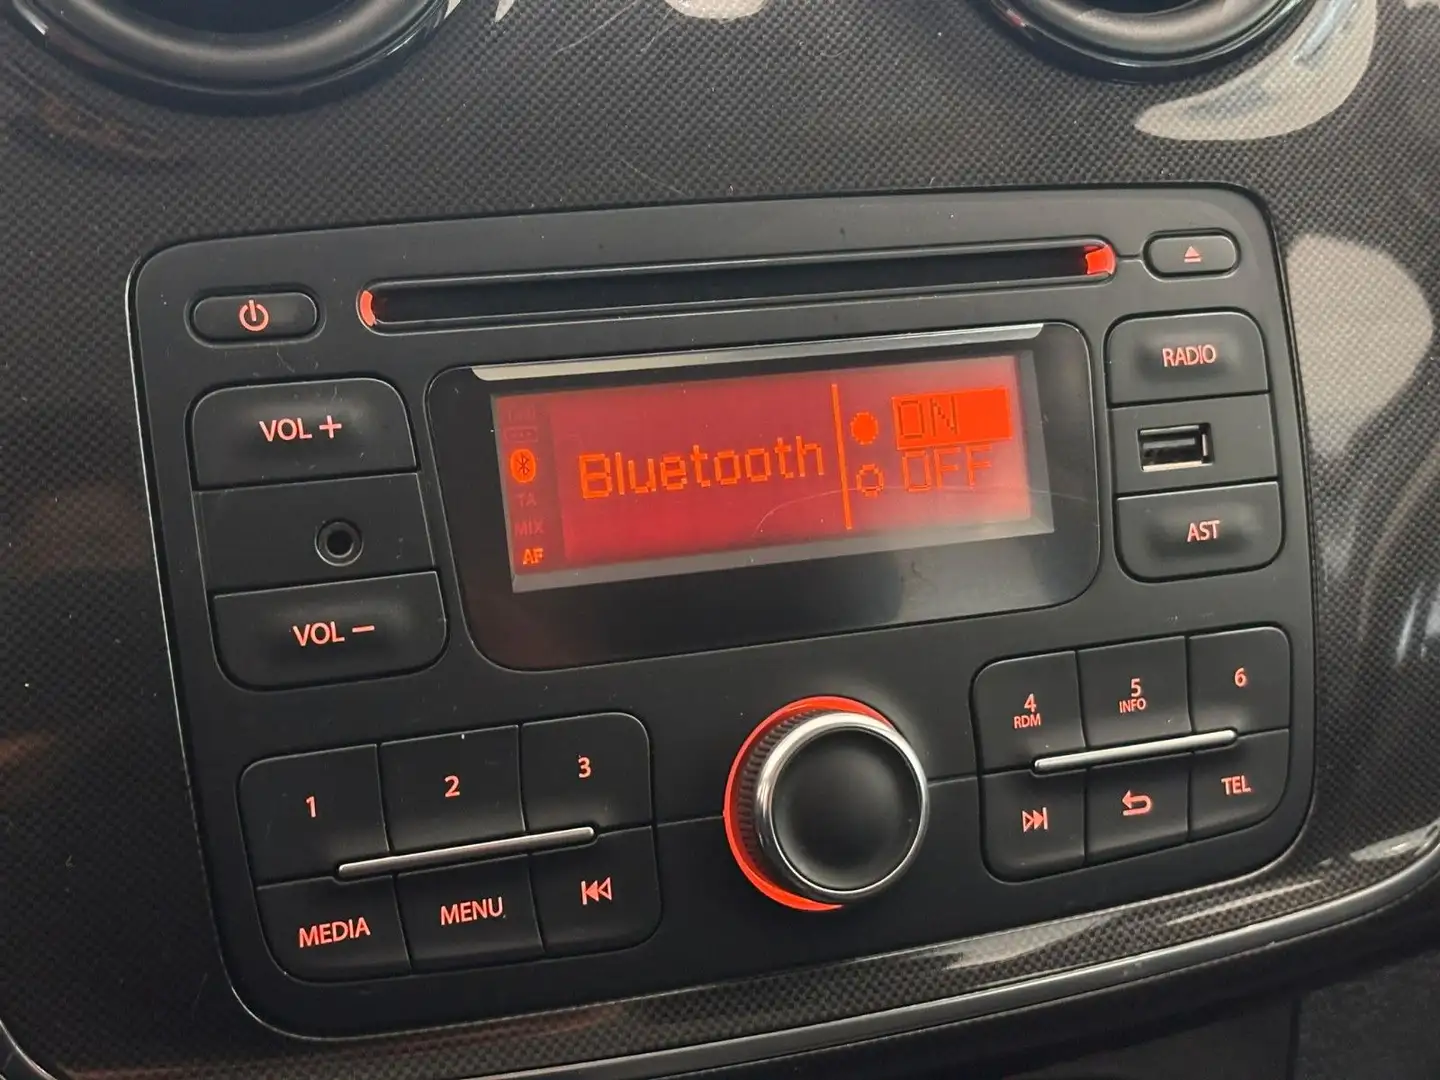 VOL +
VOL −
Bluetooth
ON
OFF
TA
MIX
AF
RADIO
AST
1
2
3
MEDIA
MENU
4
RDM
5
INFO
6
TEL